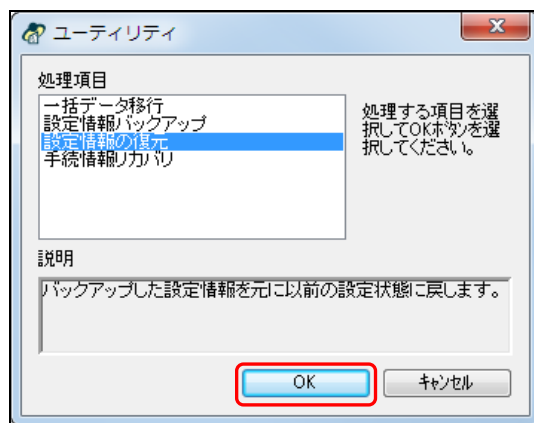 ユーティリティ
処理項目
一括データ移行
設定情報バックアップ
設定情報の復元
手続情報リカバリ
処理する項目を選
択してOKボタンを選
択してください。
説明
バックアップした設定情報を元に以前の設定状態に戻します。
OK
キャンセル